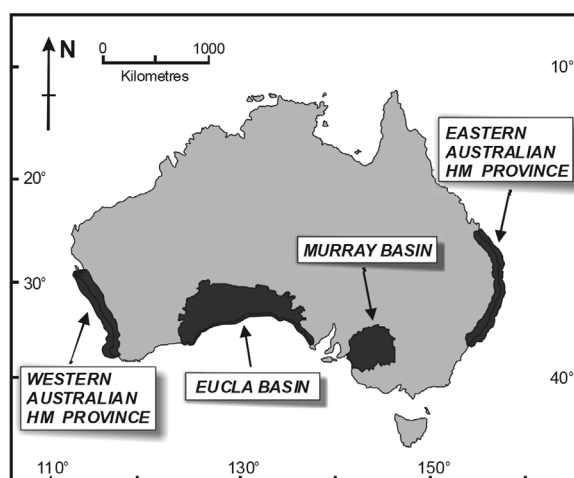 N
0 1000
Kilometres
10°
EASTERN
AUSTRALIAN
HM PROVINCE
20°
MURRAY BASIN
30°
WESTERN
AUSTRALIAN
HM PROVINCE
EUCLA BASIN
40°
110° 130° 150°